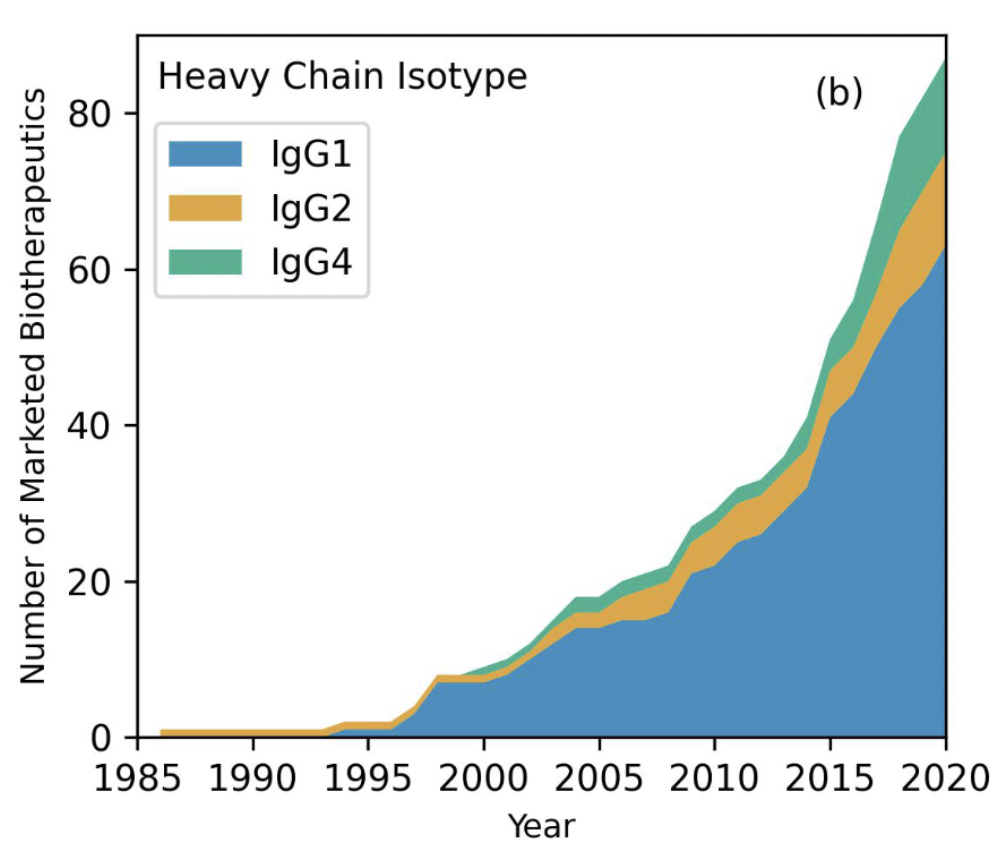 Heavy Chain Isotype
(b)
IgG1
IgG2
IgG4
Number of Marketed Biotherapeutics
80
60
40
20
0
1985 1990 1995 2000 2005 2010 2015 2020
Year